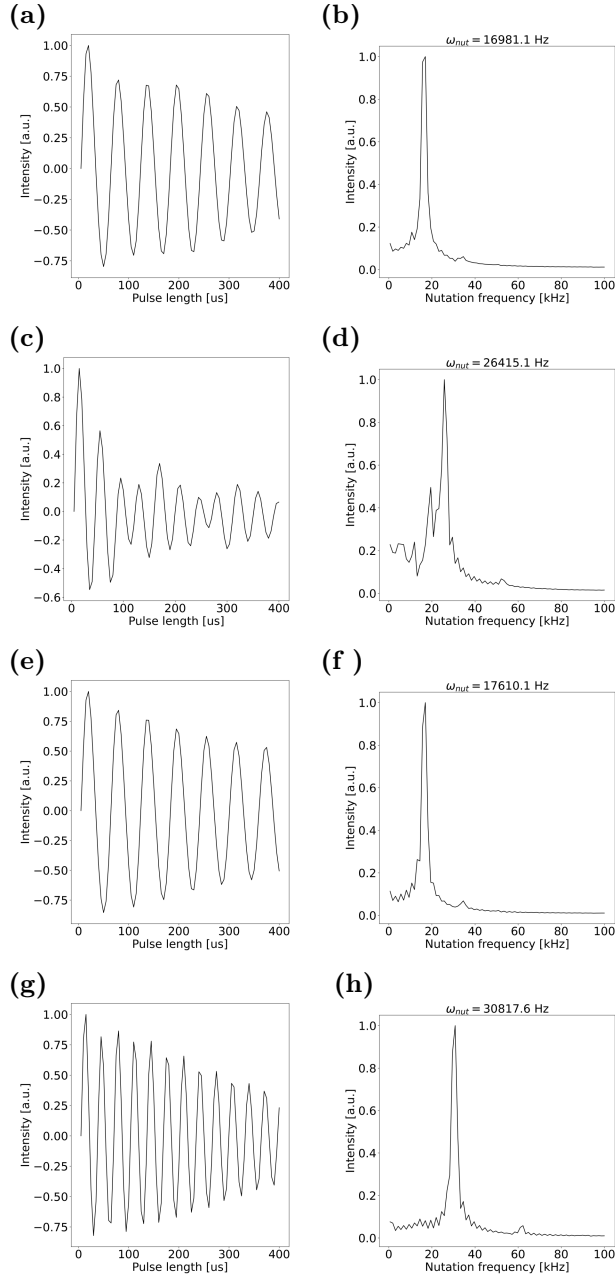 (a)
Intensity [a.u.]
1.00
0.75
0.50
0.25
0.00
−0.25
−0.50
−0.75
0 100 200 300 400
Pulse length [us]
(b)
ω_nut = 16981.1 Hz
Intensity [a.u.]
1.0
0.8
0.6
0.4
0.2
0.0
0 20 40 60 80 100
Nutation frequency [kHz]
(c)
Intensity [a.u.]
1.0
0.8
0.6
0.4
0.2
0.0
−0.2
−0.4
−0.6
0 100 200 300 400
Pulse length [us]
(d)
ω_nut = 26415.1 Hz
Intensity [a.u.]
1.0
0.8
0.6
0.4
0.2
0.0
0 20 40 60 80 100
Nutation frequency [kHz]
(e)
Intensity [a.u.]
1.00
0.75
0.50
0.25
0.00
−0.25
−0.50
−0.75
0 100 200 300 400
Pulse length [us]
(f )
ω_nut = 17610.1 Hz
Intensity [a.u.]
1.0
0.8
0.6
0.4
0.2
0.0
0 20 40 60 80 100
Nutation frequency [kHz]
(g)
Intensity [a.u.]
1.00
0.75
0.50
0.25
0.00
−0.25
−0.50
−0.75
0 100 200 300 400
Pulse length [us]
(h)
ω_nut = 30817.6 Hz
Intensity [a.u.]
1.0
0.8
0.6
0.4
0.2
0.0
0 20 40 60 80 100
Nutation frequency [kHz]